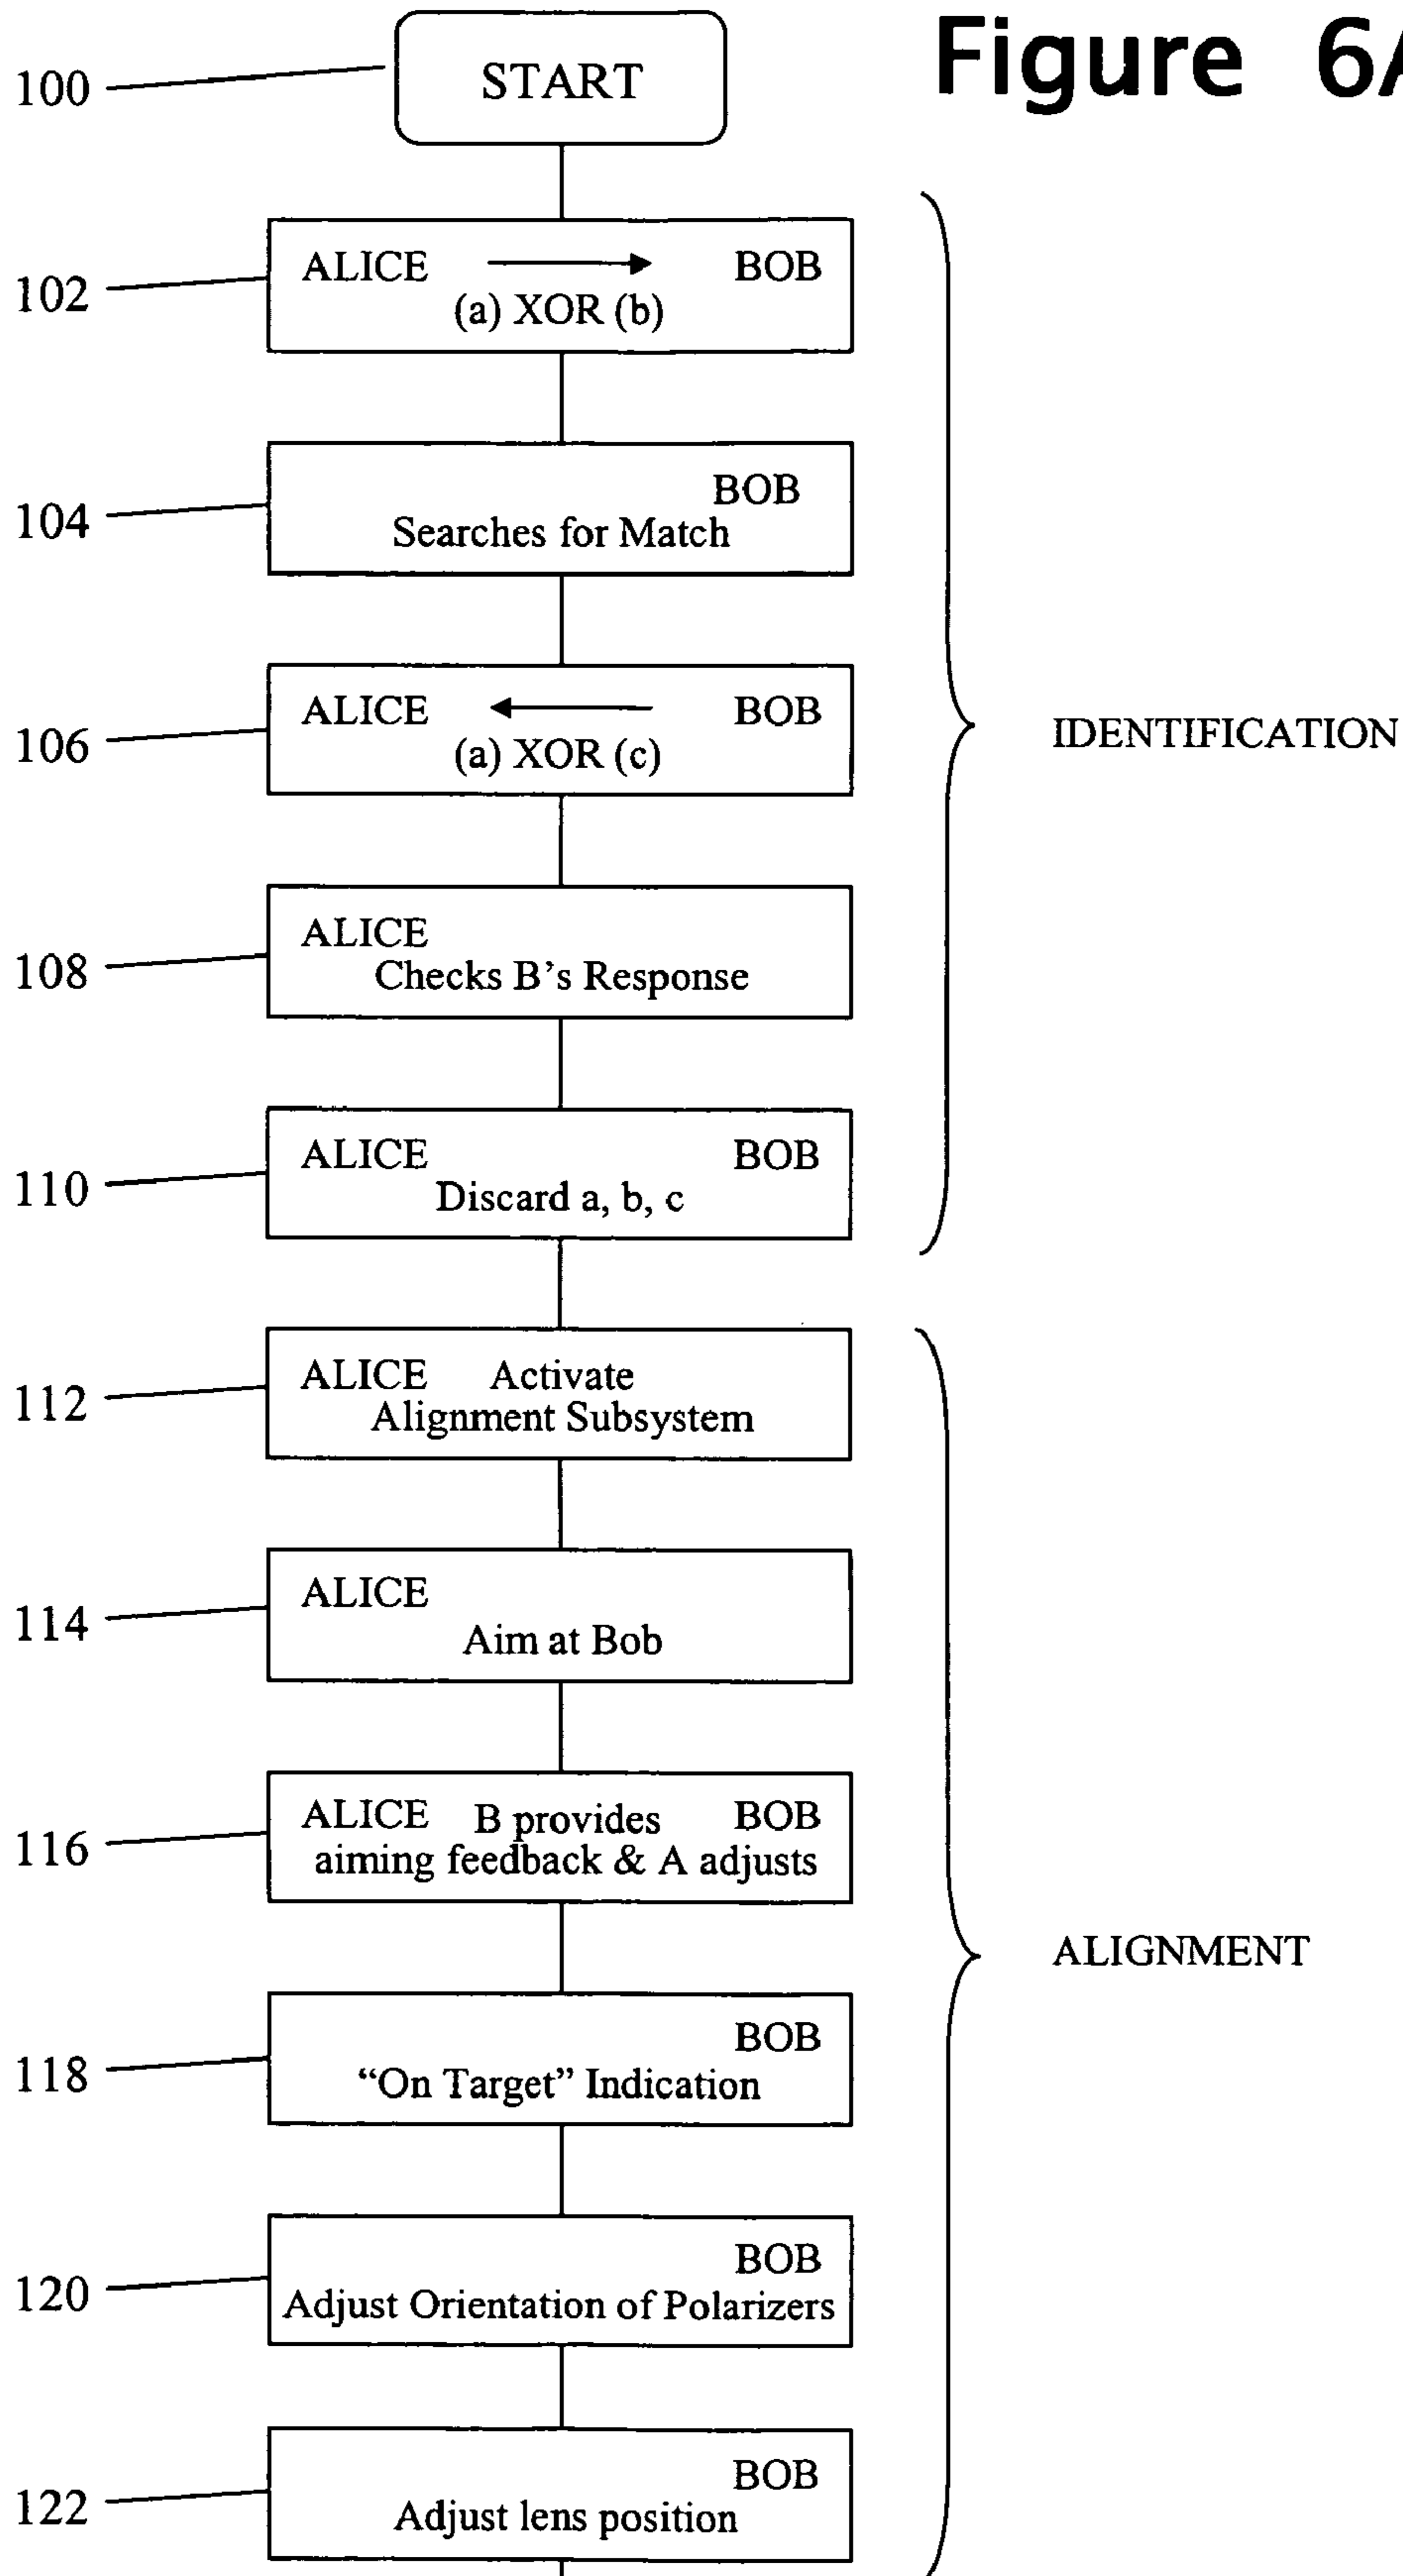 Figure 6A
100
START
102
ALICE BOB
(a) XOR (b)
104
BOB
Searches for Match
106
ALICE BOB
(a) XOR (c)
IDENTIFICATION
108
ALICE
Checks B’s Response
110
ALICE BOB
Discard a, b, c
112
ALICE Activate
Alignment Subsystem
114
ALICE
Aim at Bob
116
ALICE B provides BOB
aiming feedback & A adjusts
ALIGNMENT
118
BOB
“On Target” Indication
120
BOB
Adjust Orientation of Polarizers
122
BOB
Adjust lens position